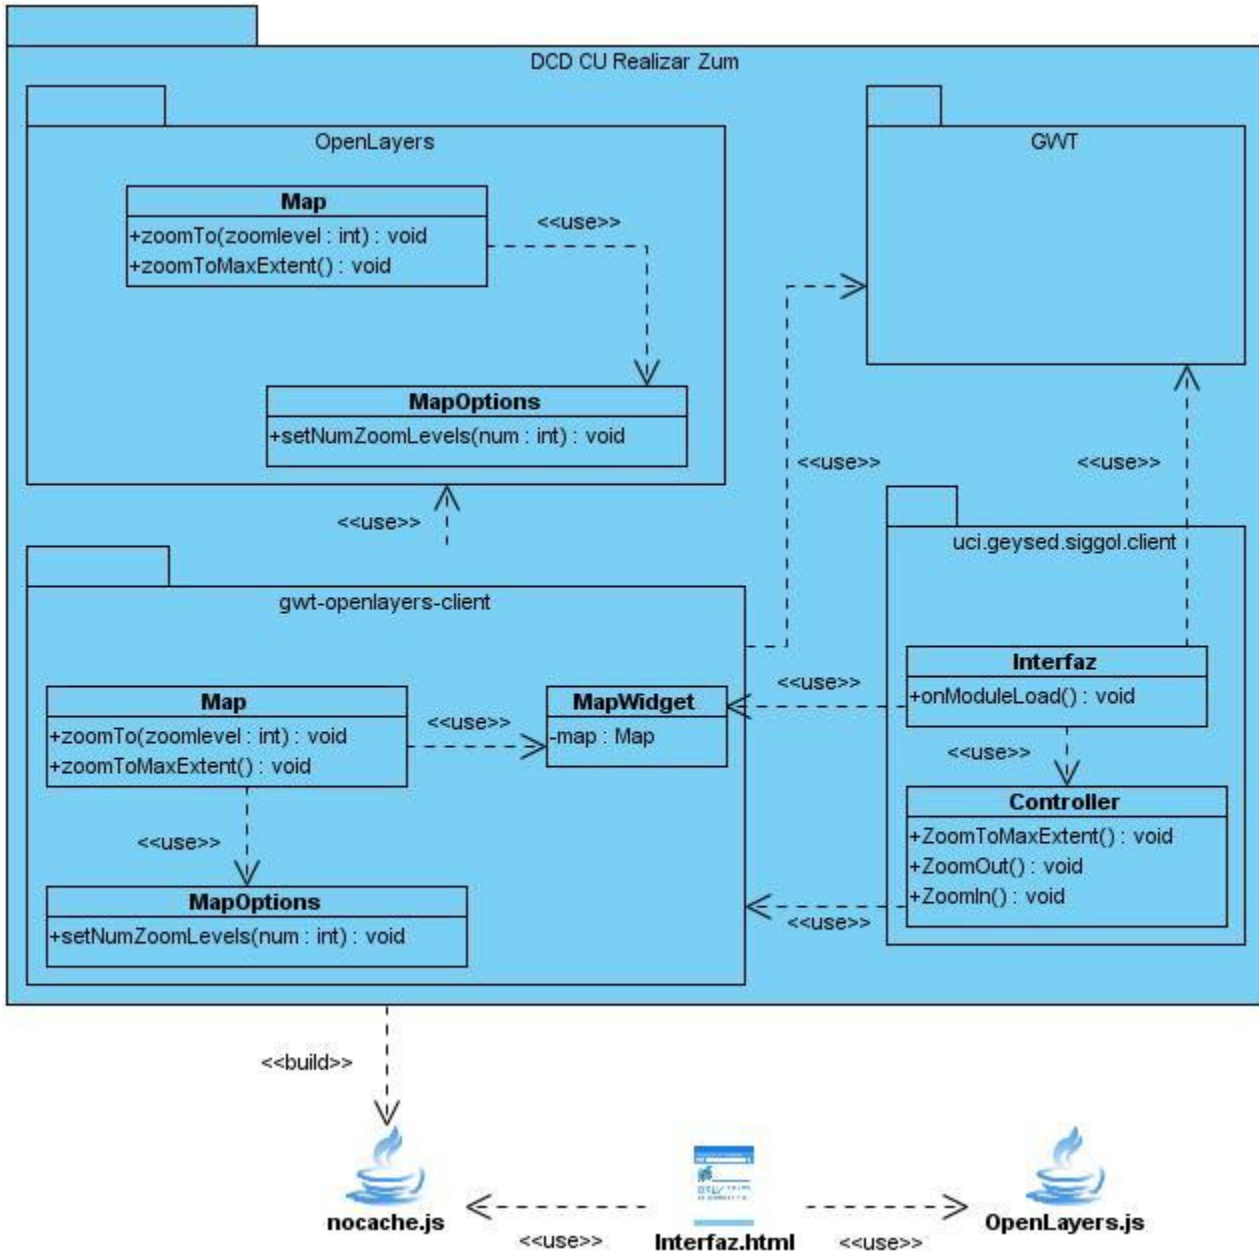 DCD CU Realizar Zum
OpenLayers
Map
+zoomTo(zoomlevel : int) : void
+zoomToMaxExtent() : void
<<use>>
MapOptions
+setNumZoomLevels(num : int) : void
GWT
<<use>>
<<use>>
<<use>>
uci.geysed.siggol.client
Interfaz
+onModuleLoad() : void
<<use>>
<<use>>
Controller
+ZoomToMaxExtent() : void
+ZoomOut() : void
+ZoomIn() : void
<<use>>
gwt-openlayers-client
Map
+zoomTo(zoomlevel : int) : void
+zoomToMaxExtent() : void
<<use>>
MapWidget
-map : Map
<<use>>
MapOptions
+setNumZoomLevels(num : int) : void
<<build>>
nocache.js
<<use>>
Interfaz.html
<<use>>
OpenLayers.js